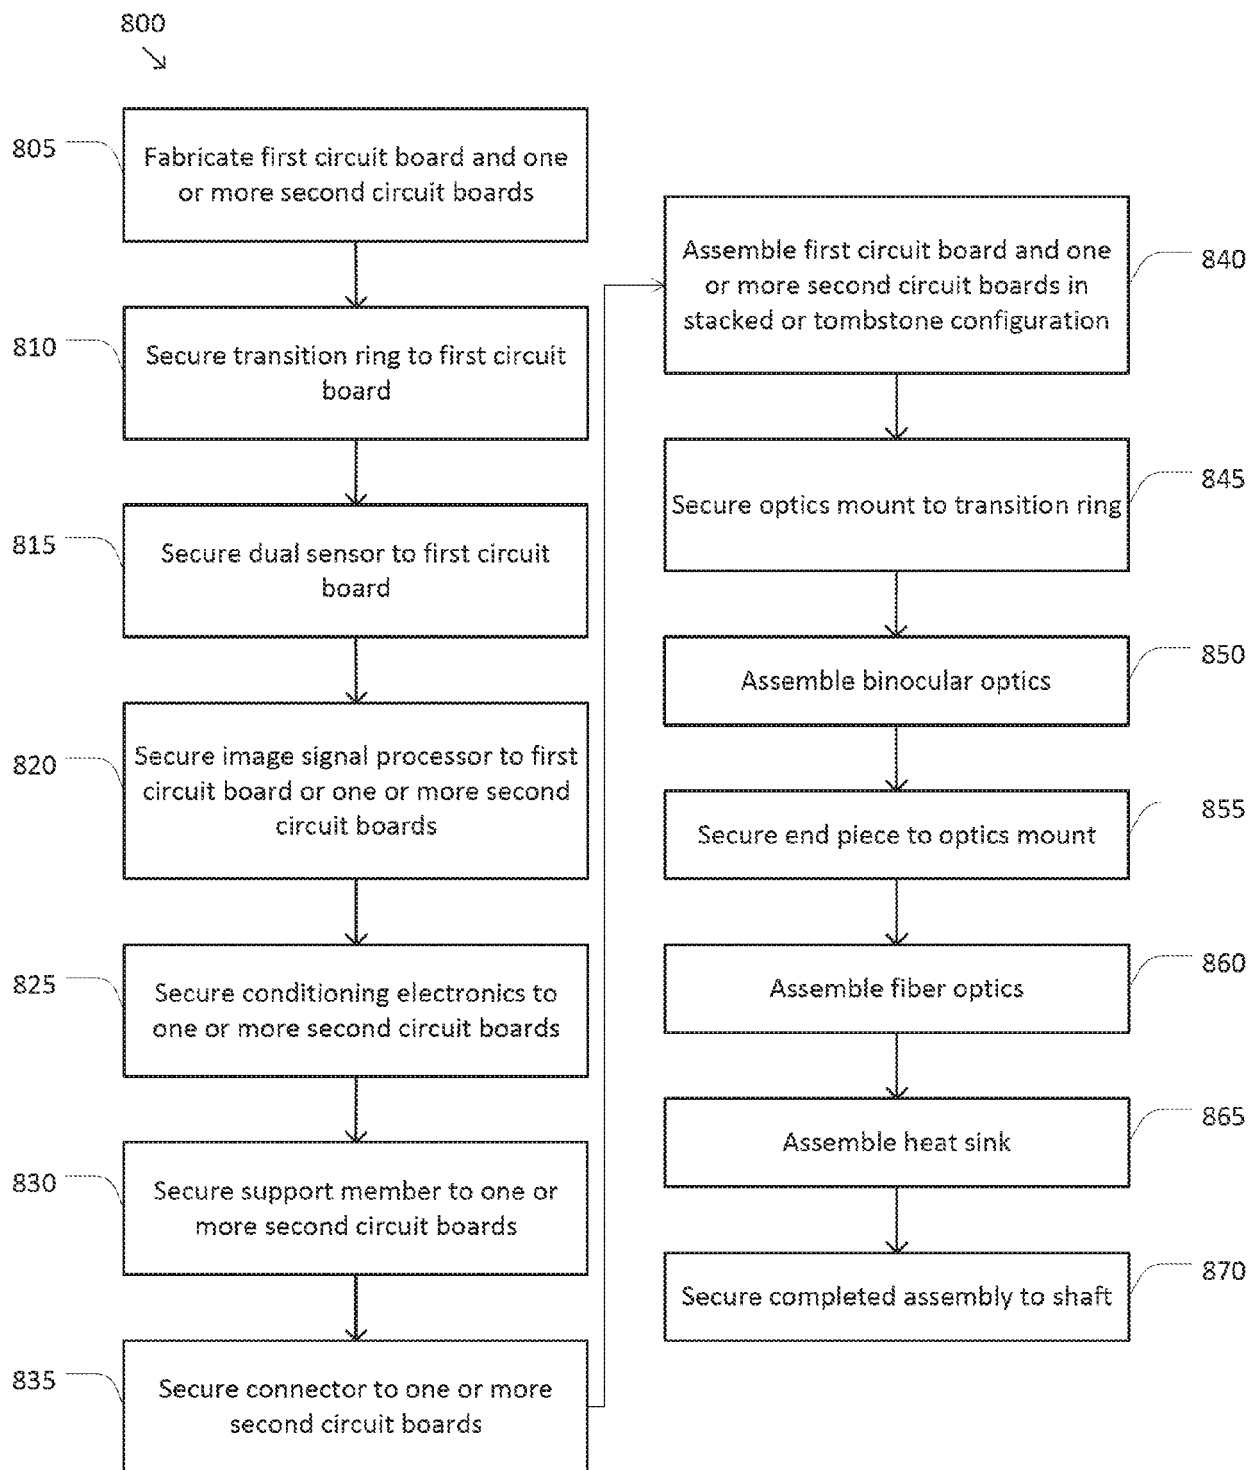 800
805
Fabricate first circuit board and one
or more second circuit boards
810
Secure transition ring to first circuit
board
815
Secure dual sensor to first circuit
board
820
Secure image signal processor to first
circuit board or one or more second
circuit boards
825
Secure conditioning electronics to
one or more second circuit boards
830
Secure support member to one or
more second circuit boards
835
Secure connector to one or more
second circuit boards
Assemble first circuit board and one
or more second circuit boards in
stacked or tombstone configuration
840
Secure optics mount to transition ring
845
Assemble binocular optics
850
Secure end piece to optics mount
855
Assemble fiber optics
860
Assemble heat sink
865
Secure completed assembly to shaft
870